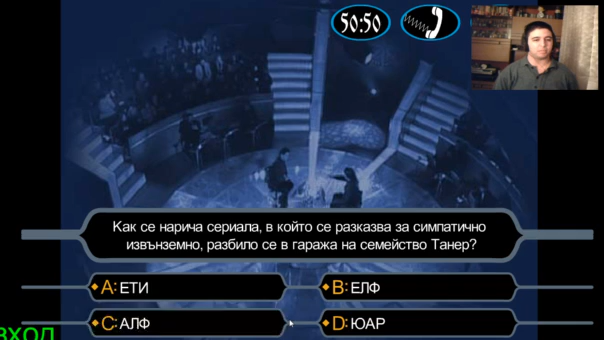 50:50
Как се нарича сериала, в който се разказва за симпатично
извънземно, разбило се в гаража на семейство Танер?
A: ЕТИ
B: ЕЛФ
C: АЛФ
D: ЮАР
вход